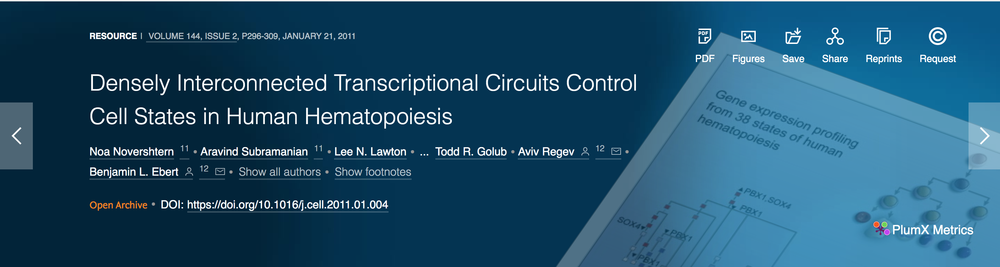 RESOURCE | VOLUME 144, ISSUE 2, P296-309, JANUARY 21, 2011
PDF
PDF
Figures
Save
Share
Reprints
Request
Densely Interconnected Transcriptional Circuits Control
Cell States in Human Hematopoiesis
Noa Novershtern 11 • Aravind Subramanian 11 • Lee N. Lawton • ... Todd R. Golub • Aviv Regev 12 •
Benjamin L. Ebert 12 • Show all authors • Show footnotes
Open Archive • DOI: https://doi.org/10.1016/j.cell.2011.01.004
Gene expression profiling
from 38 states of human
hematopoiesis
▲PBX1,SOX4
▼PBX1
SOX4▼
▼PBX1
▼PBX1
PlumX Metrics